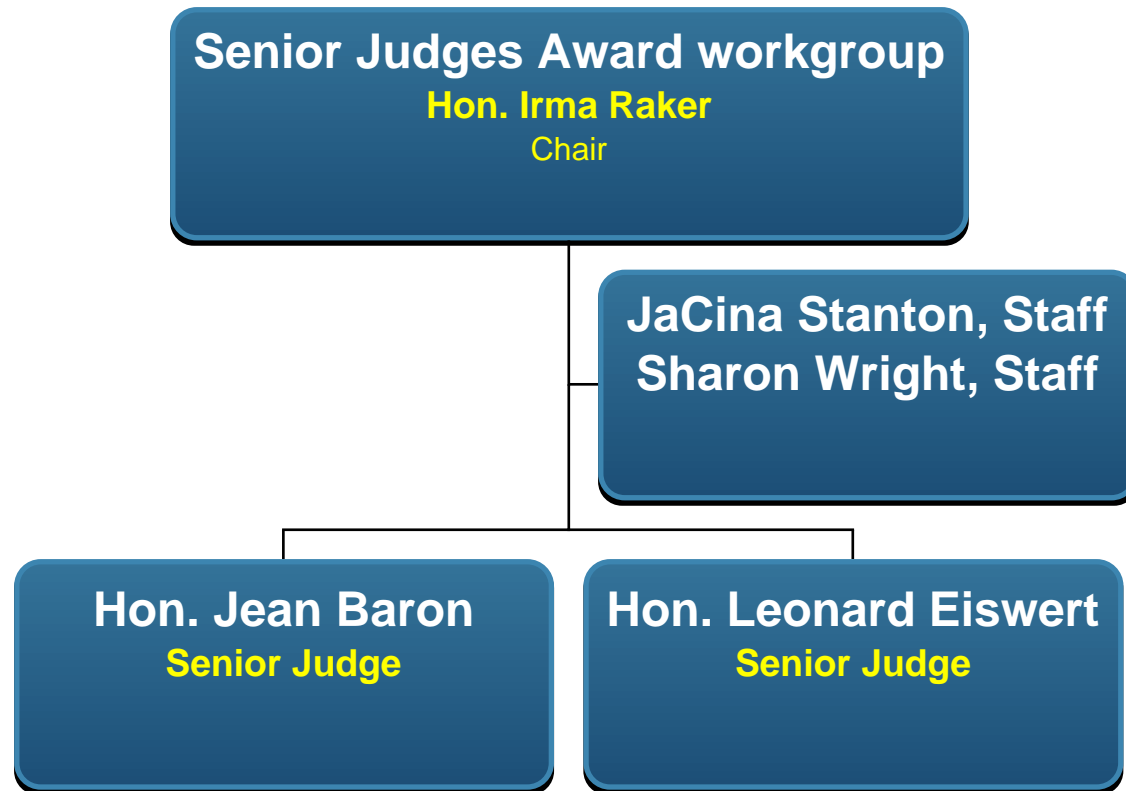 Senior Judges Award workgroup
Hon. Irma Raker
Chair
JaCina Stanton, Staff
Sharon Wright, Staff
Hon. Jean Baron
Senior Judge
Hon. Leonard Eiswert
Senior Judge